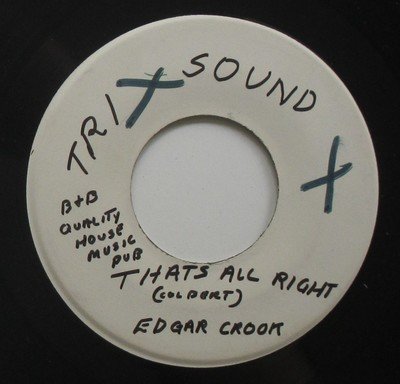 TRI X SOUND X
B+B
QUALITY
HOUSE
MUSIC
PUB
THATS ALL RIGHT
(COLBERT)
EDGAR CROOK